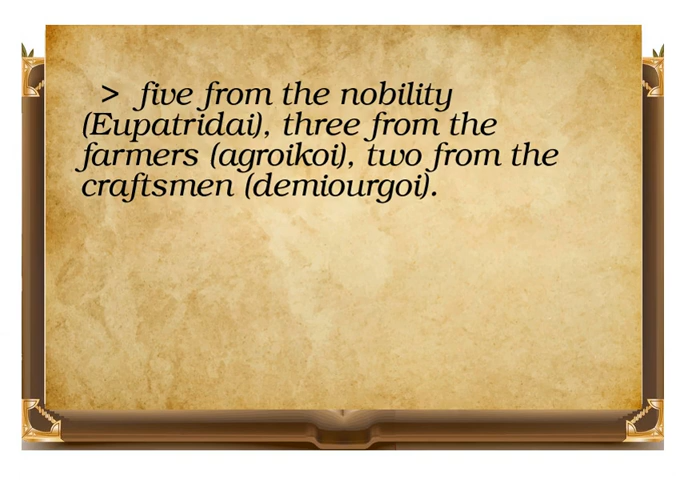 > five from the nobility
(Eupatridai), three from the
farmers (agroikoi), two from the
craftsmen (demiourgoi).